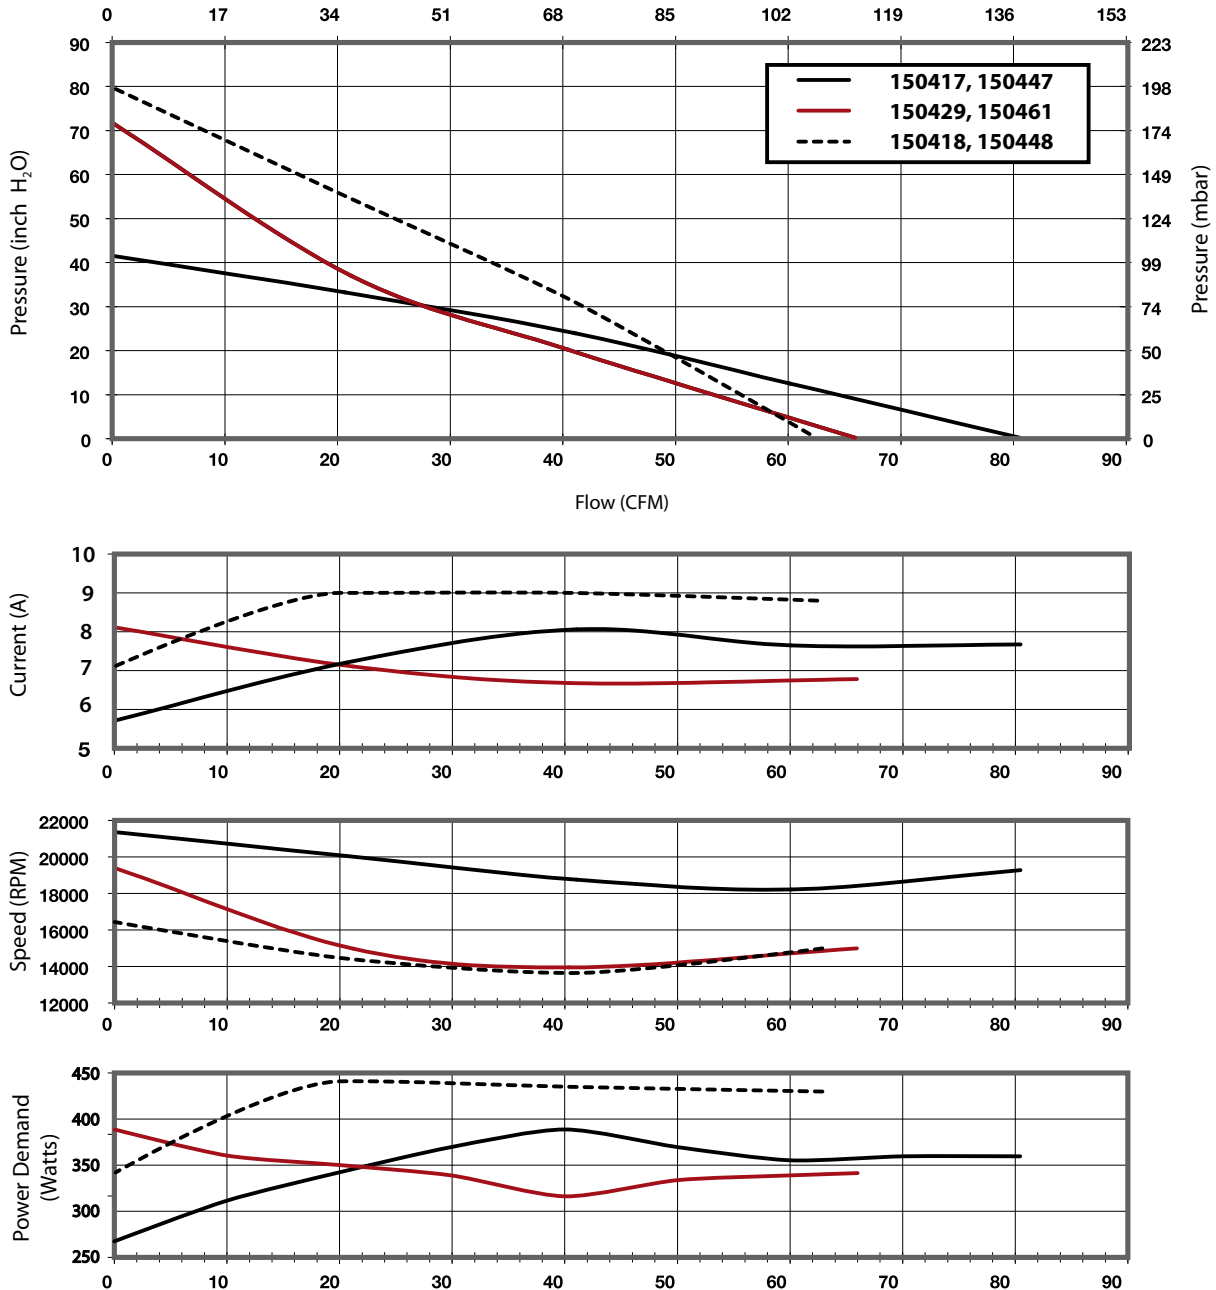 0 17 34 51 68 85 102 119 136 153
90 223
80 198
70 174
60 149
50 124
40 99
30 74
20 50
10 25
0 0
Pressure (inch H₂O)
Pressure (mbar)
150417, 150447
150429, 150461
150418, 150448
0 10 20 30 40 50 60 70 80 90
Flow (CFM)
Current (A)
10
9
8
7
6
5
0 10 20 30 40 50 60 70 80 90
Speed (RPM)
22000
20000
18000
16000
14000
12000
0 10 20 30 40 50 60 70 80 90
Power Demand
(Watts)
450
400
350
300
250
0 10 20 30 40 50 60 70 80 90